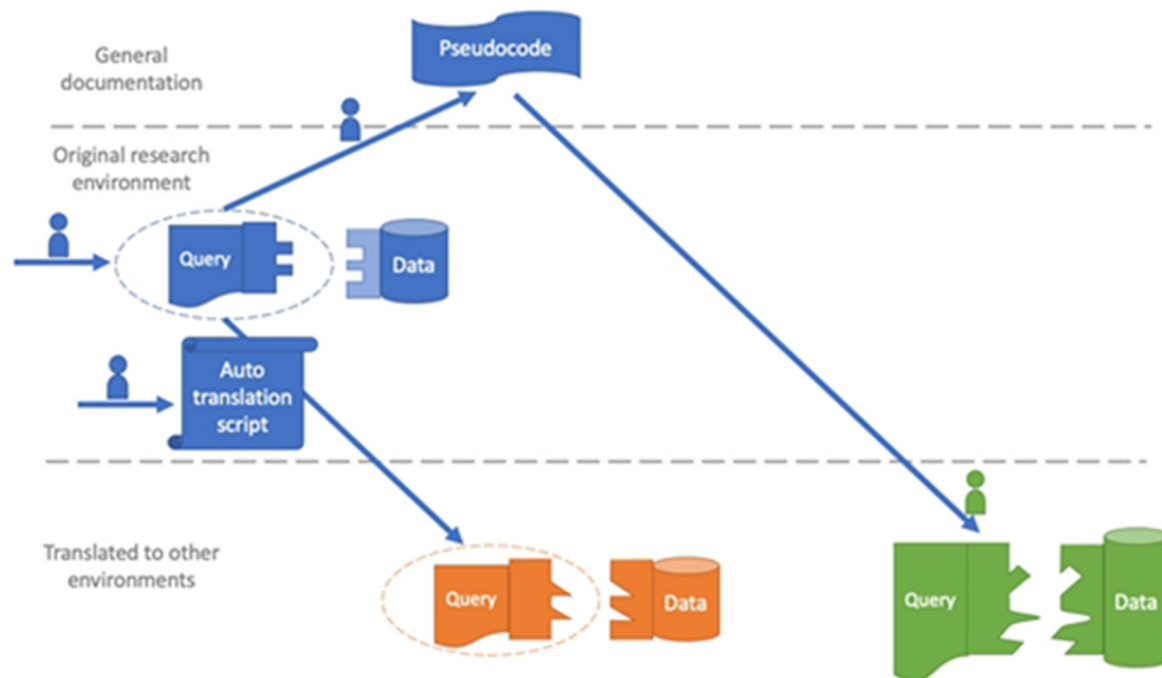 Pseudocode
General
documentation
Original research
environment
Query
Data
Auto
translation
script
Translated to other
environments
Query
Data
Query
Data